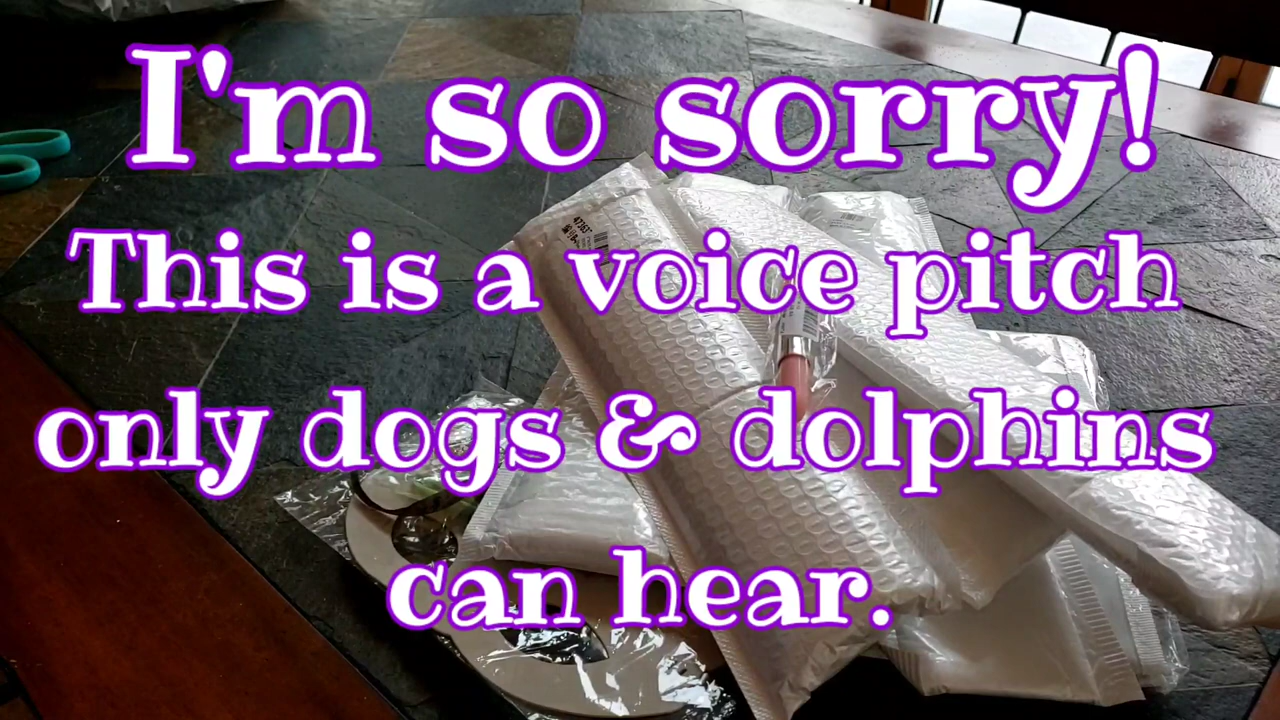 I'm so sorry!
This is a voice pitch
only dogs & dolphins
can hear.